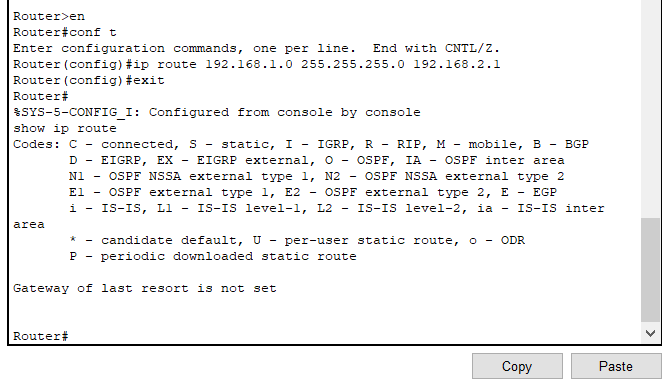 Router>en
Router#conf t
Enter configuration commands, one per line.  End with CNTL/Z.
Router(config)#ip route 192.168.1.0 255.255.255.0 192.168.2.1
Router(config)#exit
Router#
%SYS-5-CONFIG_I: Configured from console by console
show ip route
Codes: C - connected, S - static, I - IGRP, R - RIP, M - mobile, B - BGP
       D - EIGRP, EX - EIGRP external, O - OSPF, IA - OSPF inter area
       N1 - OSPF NSSA external type 1, N2 - OSPF NSSA external type 2
       E1 - OSPF external type 1, E2 - OSPF external type 2, E - EGP
       i - IS-IS, L1 - IS-IS level-1, L2 - IS-IS level-2, ia - IS-IS inter
area
       * - candidate default, U - per-user static route, o - ODR
       P - periodic downloaded static route
Gateway of last resort is not set
Router#
Copy
Paste